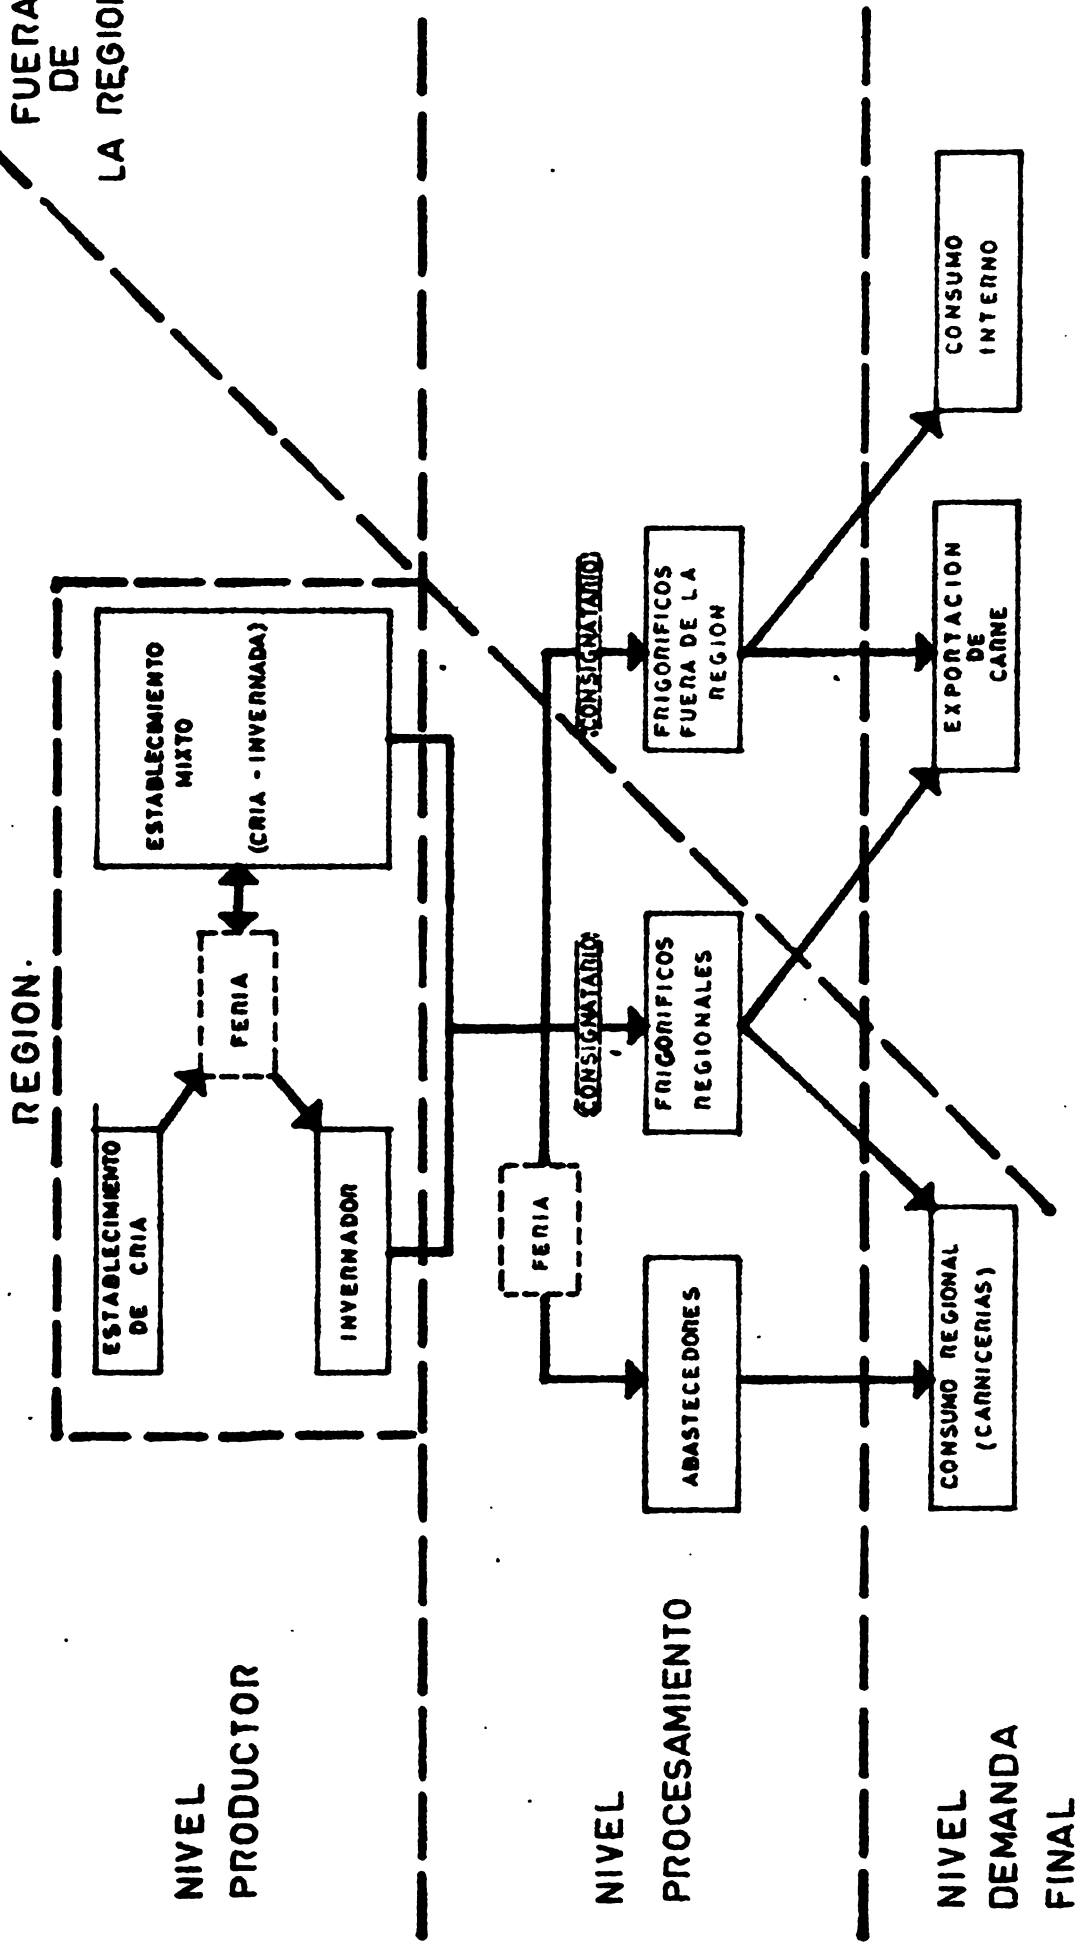 REGION.
FUERA
DE
LA REGION
NIVEL
PRODUCTOR
ESTABLECIMIENTO
DE CRIA
FERIA
ESTABLECIMIENTO
MIXTO
(CRIA - INVERNADA)
INVERNADOR
NIVEL
PROCESAMIENTO
FERIA
CONSIGNATARIO
CONSIGNATARIO
ABASTECEDORES
FRIGORIFICOS
REGIONALES
FRIGORIFICOS
FUERA DE LA
REGION
NIVEL
DEMANDA
FINAL
CONSUMO REGIONAL
(CARNICERIAS)
EXPORTACION
DE
CARNE
CONSUMO
INTERNO